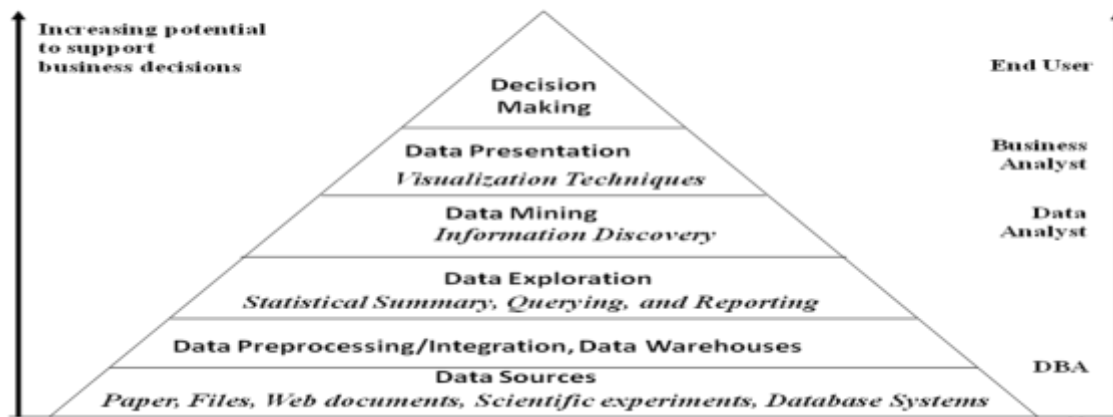 Increasing potential
to support
business decisions
Decision
Making
End User
Data Presentation
Visualization Techniques
Business
Analyst
Data Mining
Information Discovery
Data
Analyst
Data Exploration
Statistical Summary, Querying, and Reporting
Data Preprocessing/Integration, Data Warehouses
DBA
Data Sources
Paper, Files, Web documents, Scientific experiments, Database Systems